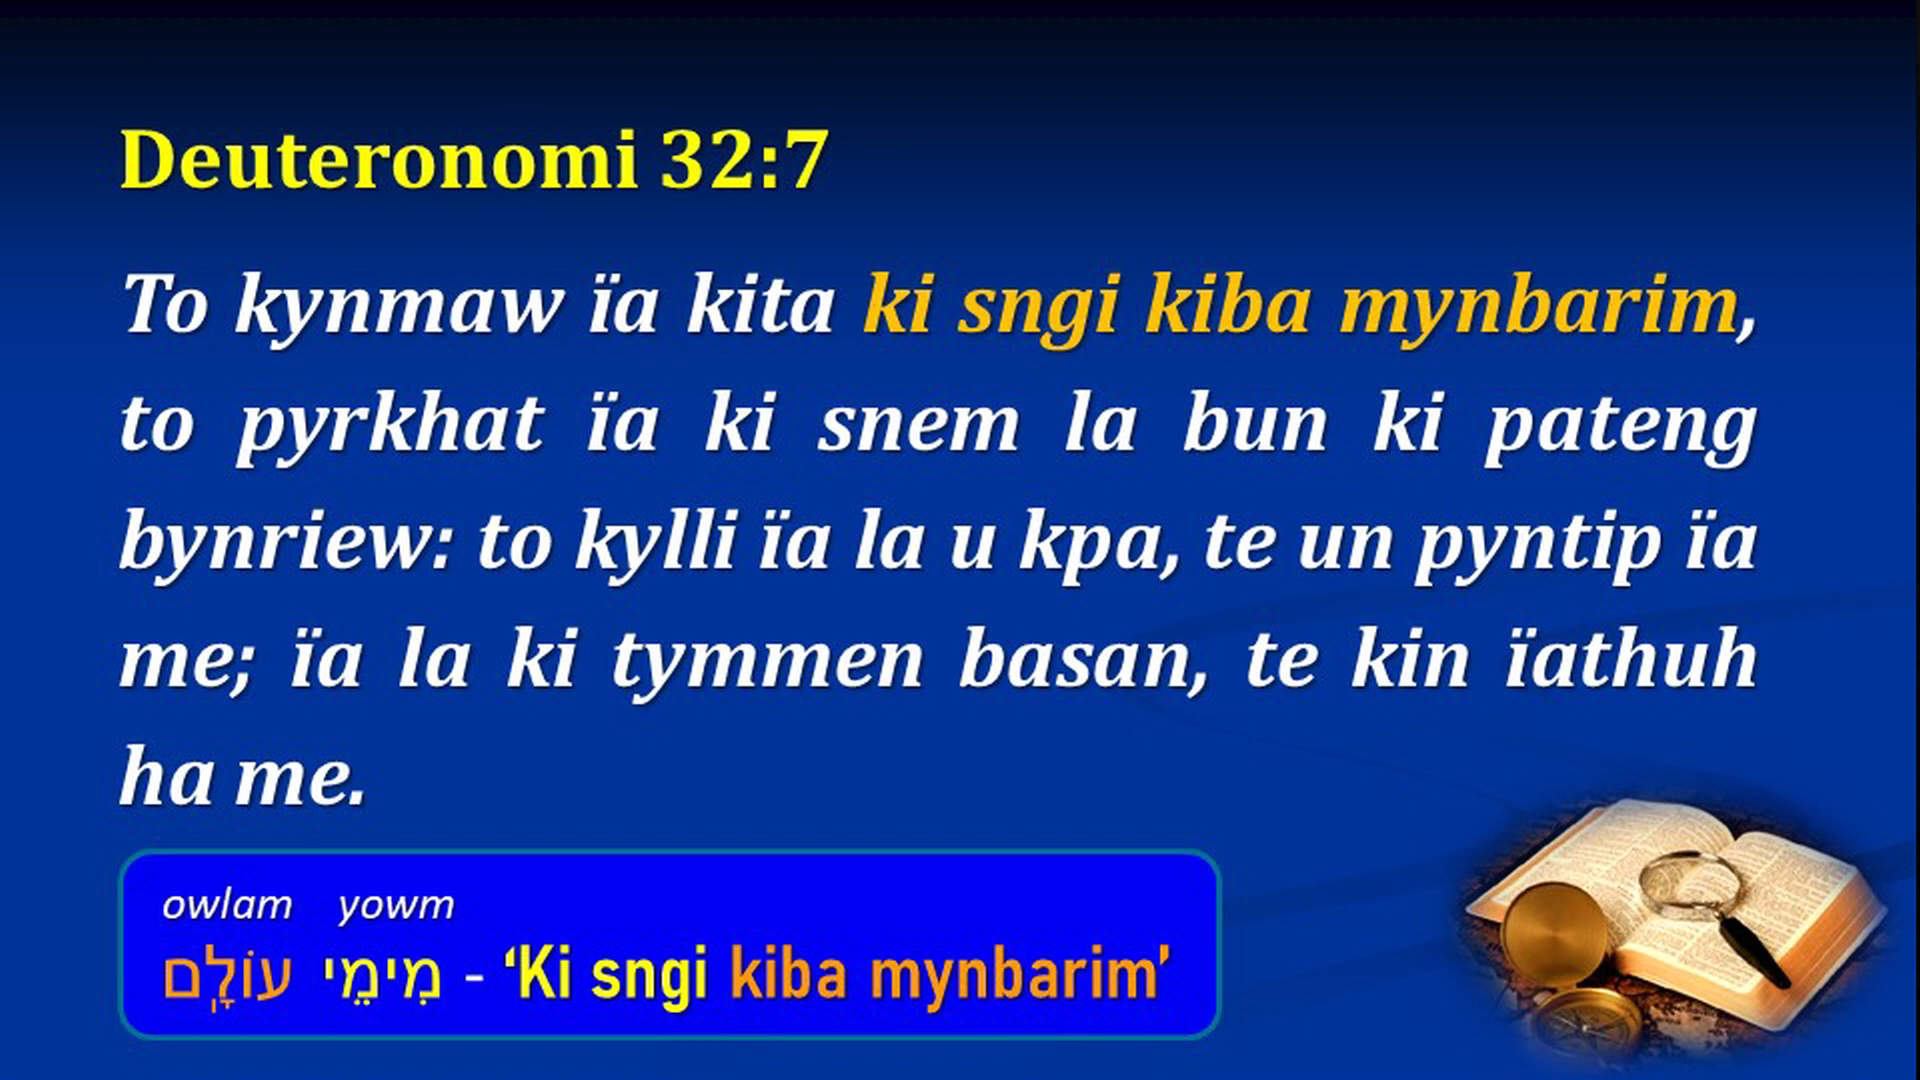 Deuteronomi 32:7
To kynmaw ïa kita ki sngi kiba mynbarim,
to pyrkhat ïa ki snem la bun ki pateng
bynriew: to kylli ïa la u kpa, te un pyntip ïa
me; ïa la ki tymmen basan, te kin ïathuh
ha me.
owlam yowm
מִימֵי עוֹלָ֔ם - ‘Ki sngi kiba mynbarim’